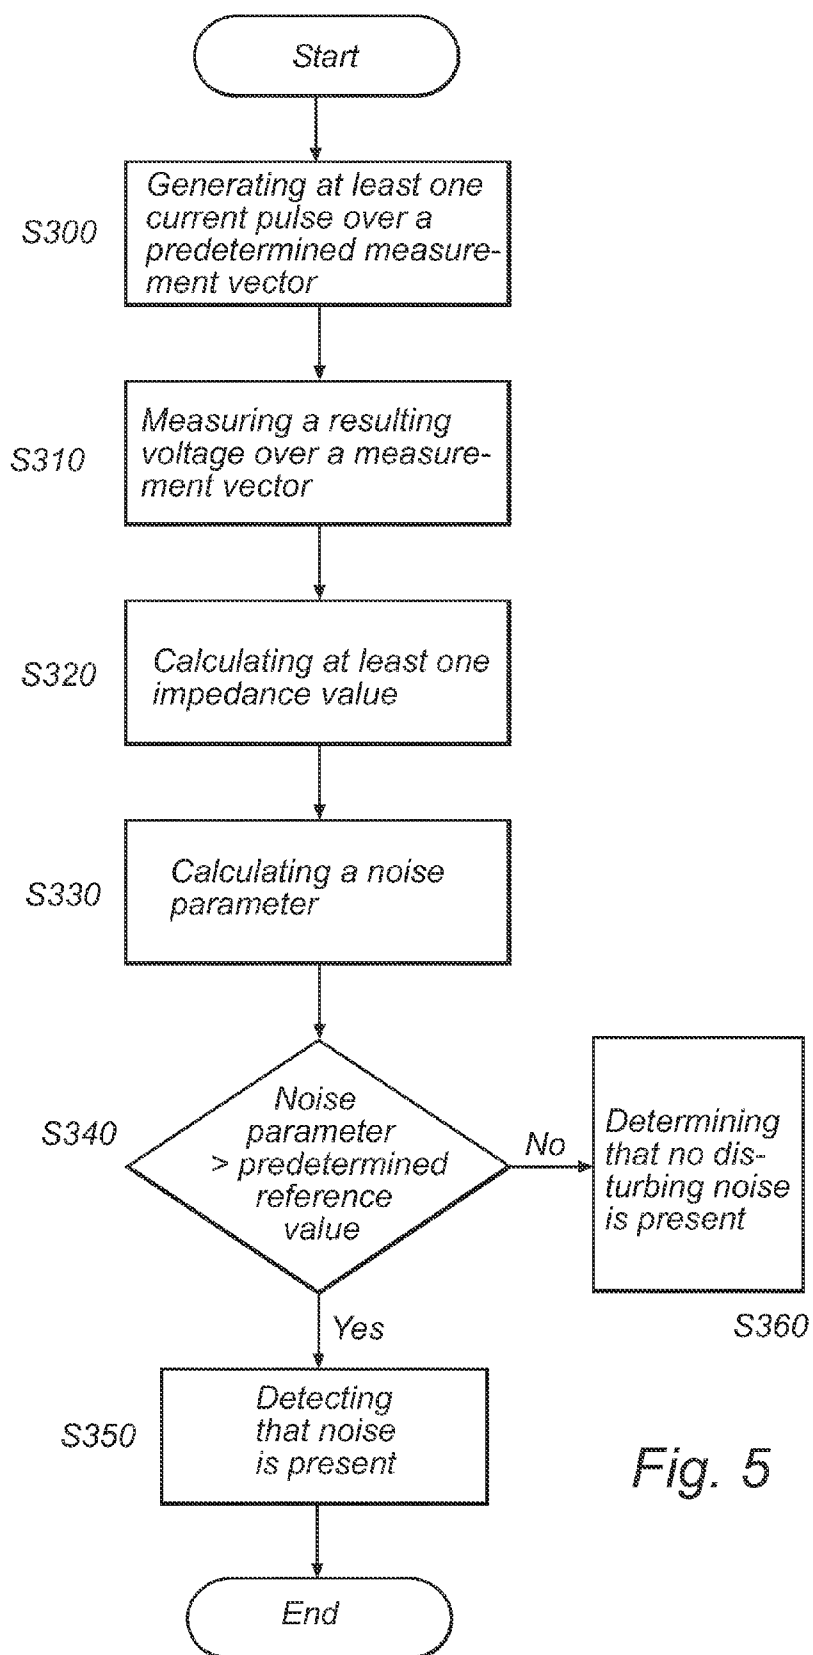 Start
S300
Generating at least one
current pulse over a
predetermined measure-
ment vector
S310
Measuring a resulting
voltage over a measure-
ment vector
S320
Calculating at least one
impedance value
S330
Calculating a noise
parameter
S340
Noise
parameter
> predetermined
reference
value
No
Determining
that no dis-
turbing noise
is present
S360
Yes
S350
Detecting
that noise
is present
Fig. 5
End